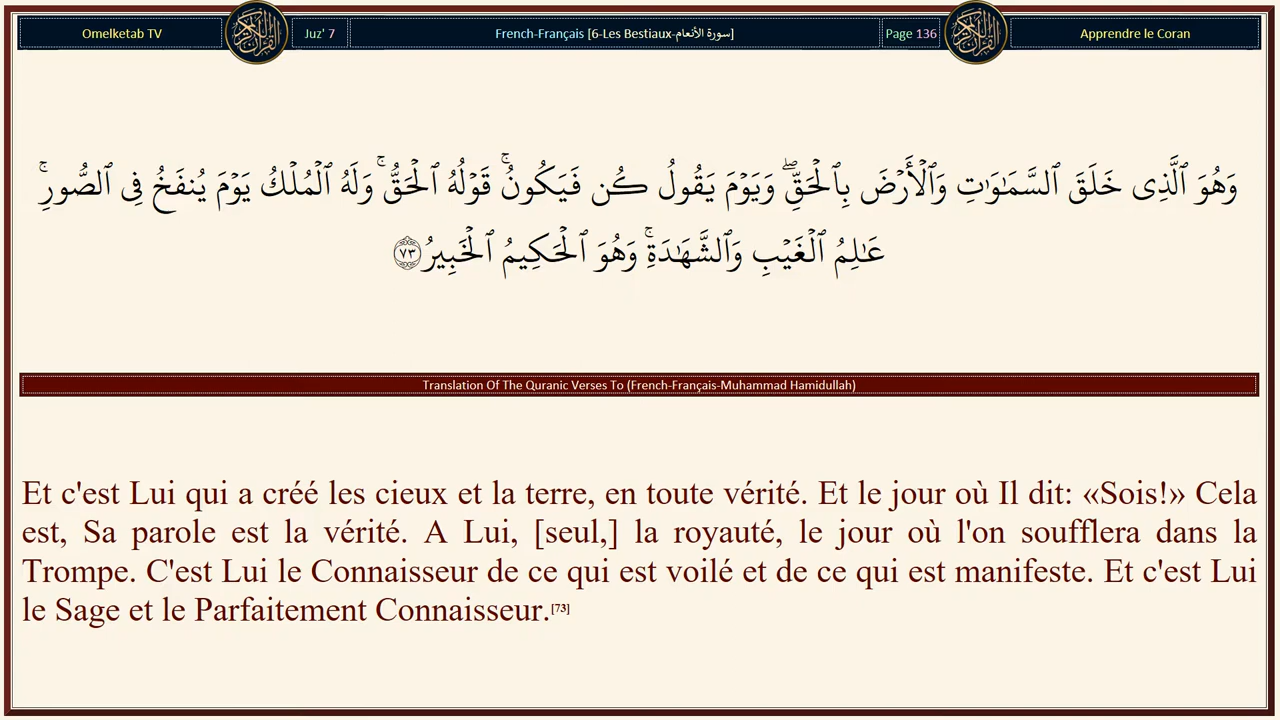 Omelketab TV
Juz' 7
French-Français [6-Les Bestiaux-سورة الأنعام]
Page 136
Apprendre le Coran
وَهُوَ ٱلَّذِى خَلَقَ ٱلسَّمَٰوَٰتِ وَٱلْأَرْضَ بِٱلْحَقِّ ۖ وَيَوْمَ يَقُولُ كُن فَيَكُونُ ۚ قَوْلُهُ ٱلْحَقُّ ۚ وَلَهُ ٱلْمُلْكُ يَوْمَ يُنفَخُ فِى ٱلصُّورِ ۚ
عَٰلِمُ ٱلْغَيْبِ وَٱلشَّهَٰدَةِ ۚ وَهُوَ ٱلْحَكِيمُ ٱلْخَبِيرُ ٧٣
Translation Of The Quranic Verses To (French-Français-Muhammad Hamidullah)
Et c'est Lui qui a créé les cieux et la terre, en toute vérité. Et le jour où Il dit: «Sois!» Cela
est, Sa parole est la vérité. A Lui, [seul,] la royauté, le jour où l'on soufflera dans la
Trompe. C'est Lui le Connaisseur de ce qui est voilé et de ce qui est manifeste. Et c'est Lui
le Sage et le Parfaitement Connaisseur.[73]